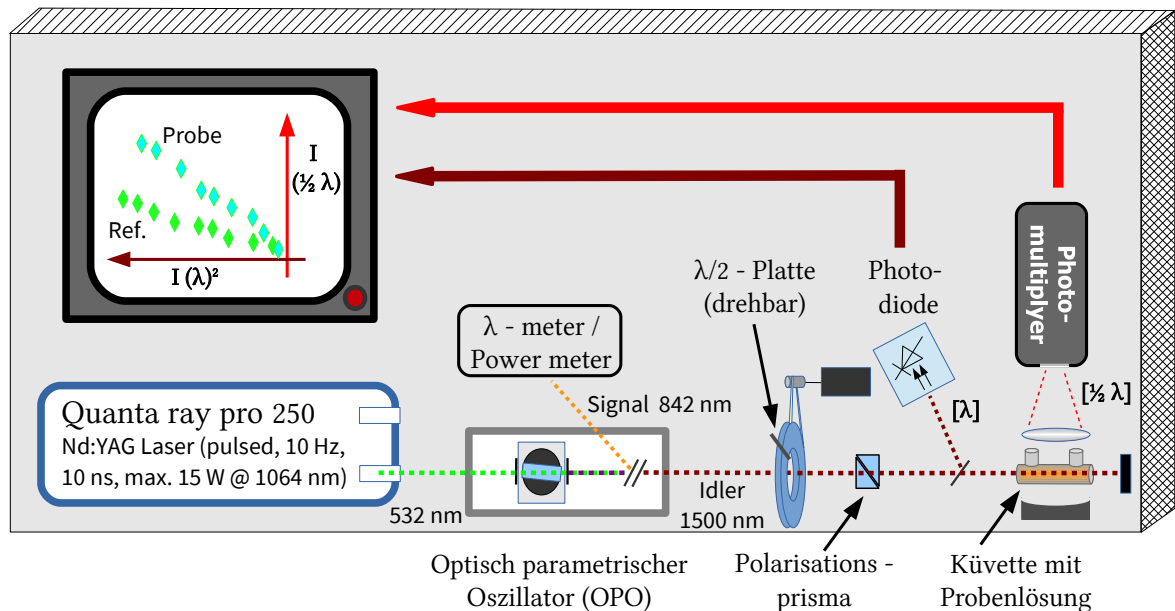 Probe
I
(½ λ)
Ref.
I (λ)²
λ/2 - Platte
(drehbar)
Photo-
diode
Photo-
multiplyer
λ - meter /
Power meter
[½ λ]
Quanta ray pro 250
Nd:YAG Laser (pulsed, 10 Hz,
10 ns, max. 15 W @ 1064 nm)
Signal 842 nm
[λ]
532 nm
Idler
1500 nm
Optisch parametrischer
Oszillator (OPO)
Polarisations -
prisma
Küvette mit
Probenlösung